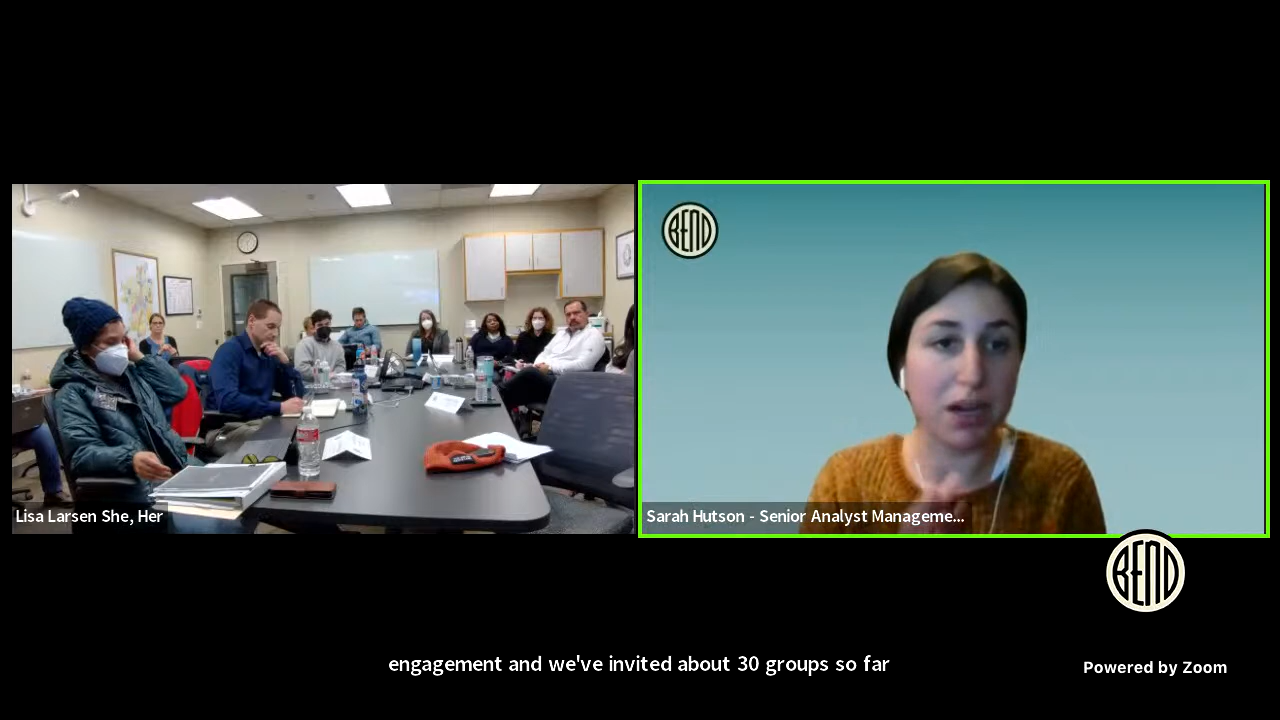 BEND
Lisa Larsen She, Her
Sarah Hutson - Senior Analyst Manageme...
BEND
engagement and we've invited about 30 groups so far
Powered by Zoom